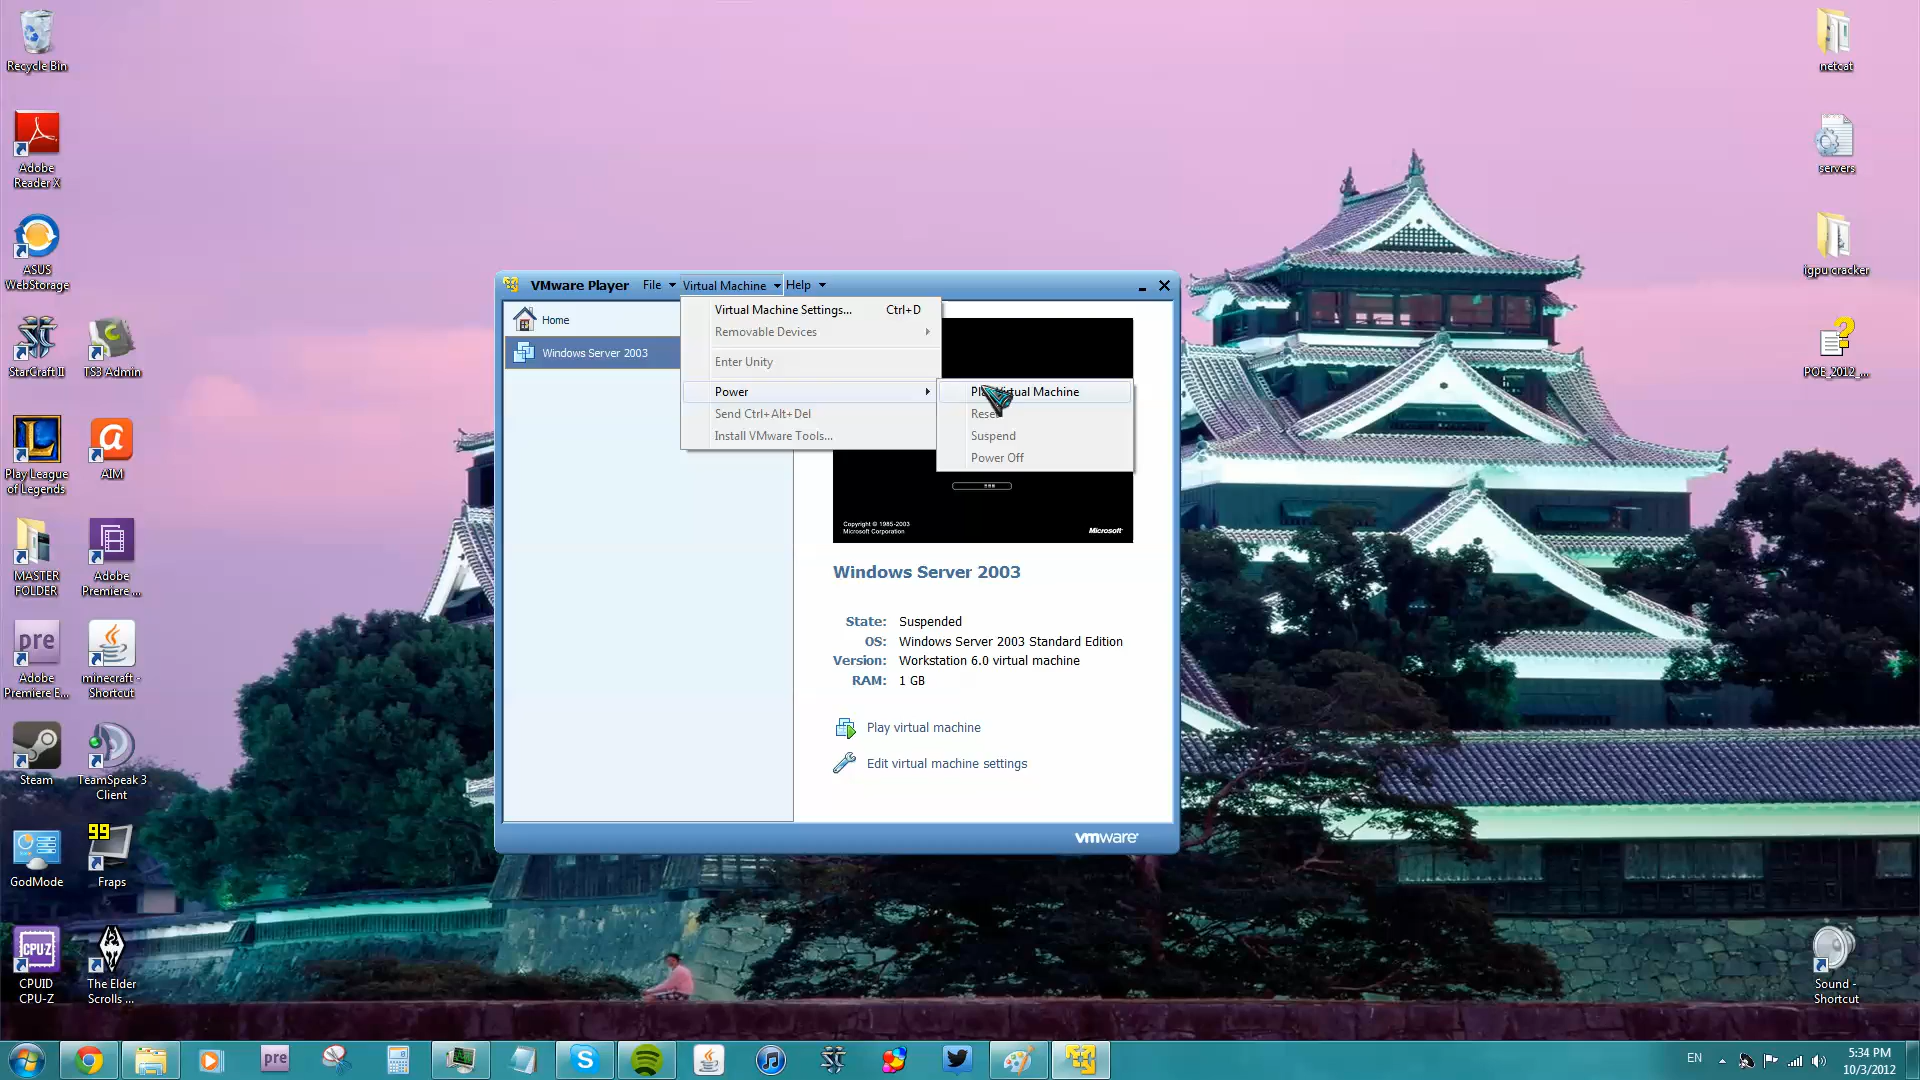 Recycle Bin
Adobe
Reader X
ASUS
WebStorage
StarCraft II
TS3 Admin
Play League
of Legends
AIM
MASTER
FOLDER
Adobe
Premiere ...
pre
Adobe
Premiere E...
minecraft -
Shortcut
Steam
TeamSpeak 3
Client
GodMode
99
Fraps
CPU-Z
CPUID
CPU-Z
The Elder
Scrolls ...
VMware Player
File
Virtual Machine
Help
Home
Windows Server 2003
Virtual Machine Settings... Ctrl+D
Removable Devices
Enter Unity
Power
Send Ctrl+Alt+Del
Install VMware Tools...
Virtual Machine
Suspend
Power Off
Copyright © 1985-2003
Microsoft Corporation
Microsoft
Windows Server 2003
State: Suspended
OS: Windows Server 2003 Standard Edition
Version: Workstation 6.0 virtual machine
RAM: 1 GB
Play virtual machine
Edit virtual machine settings
vmware
netcat
servers
igpu cracker
POE_2012_...
Sound -
Shortcut
pre
EN
5:34 PM
10/3/2012